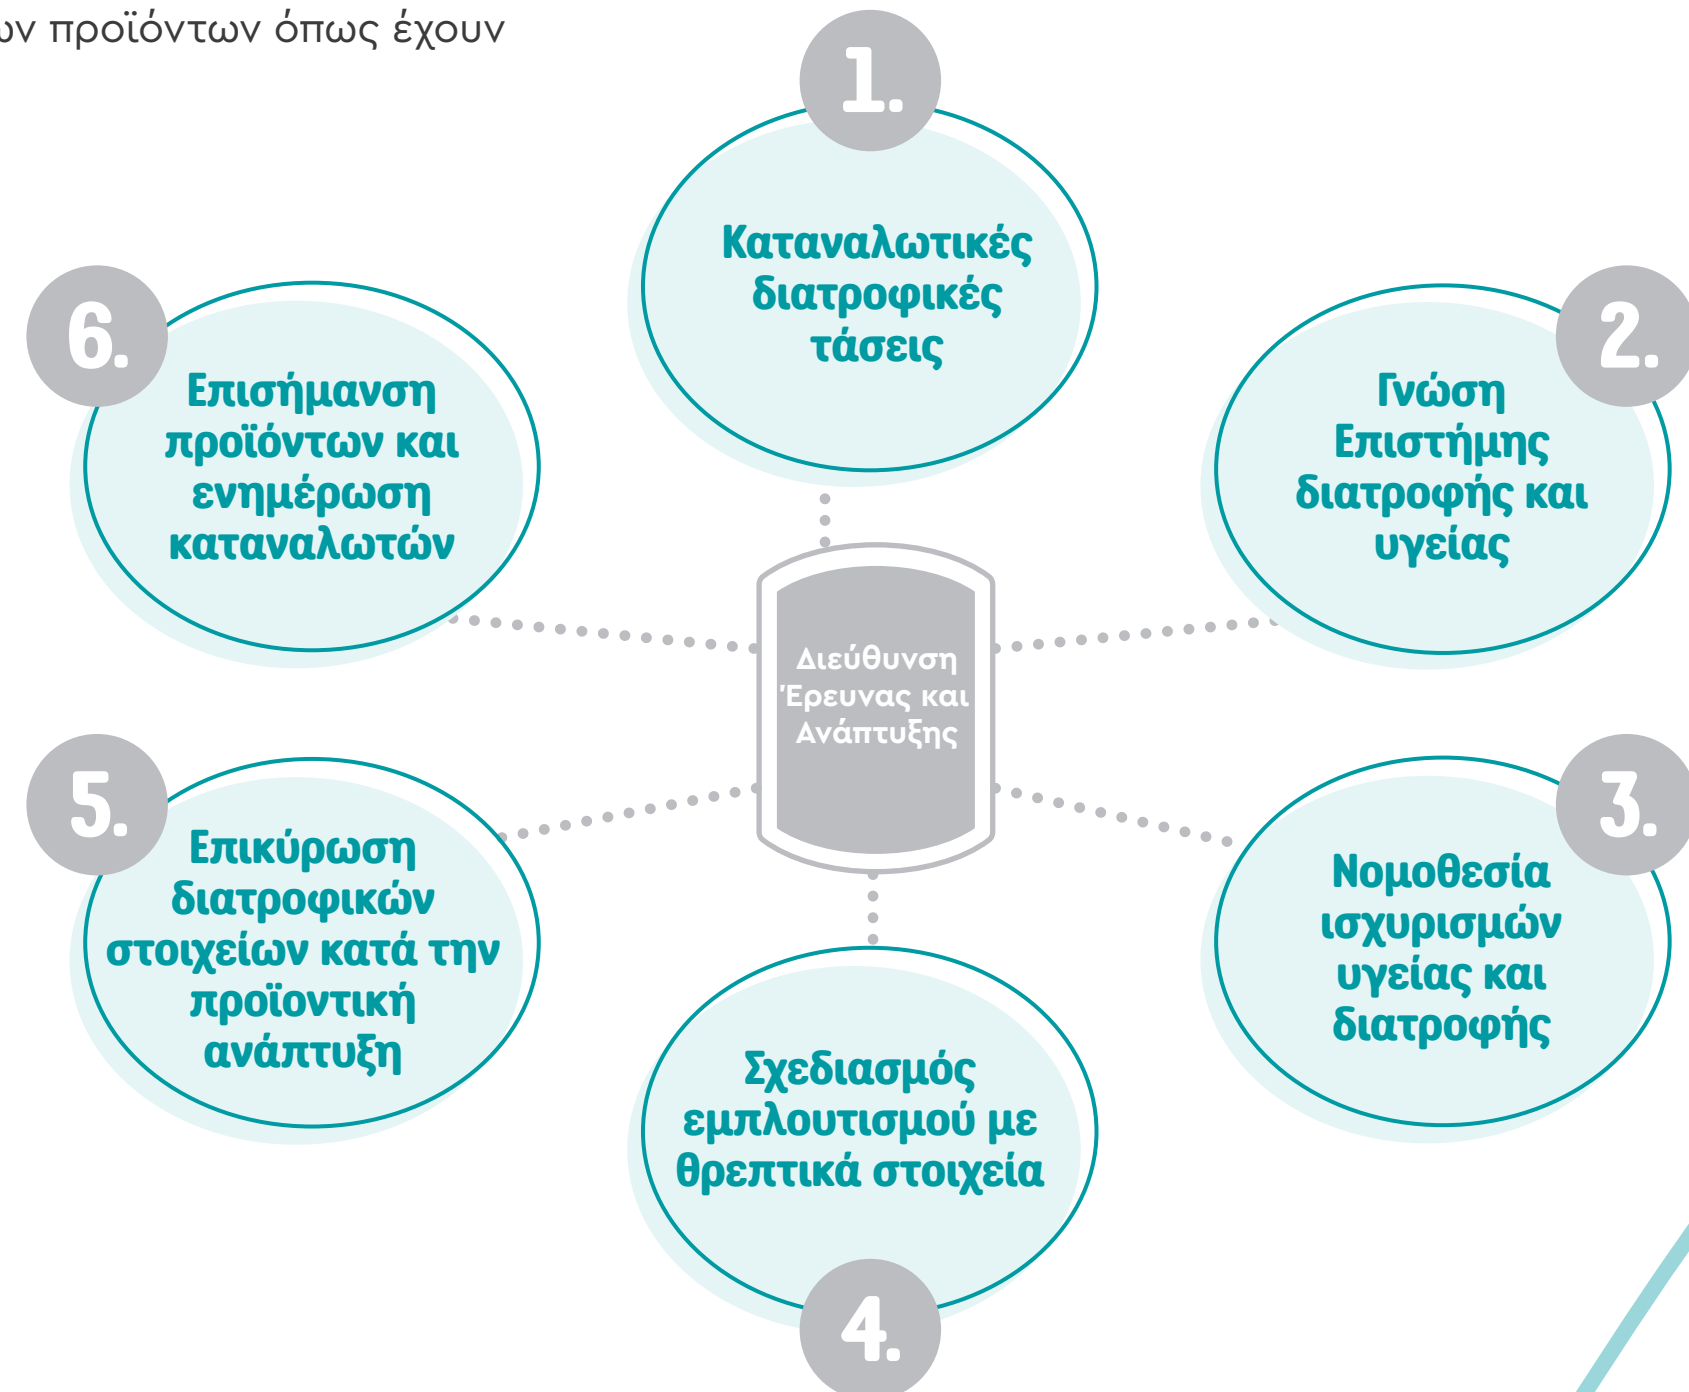 ων προϊόντων όπως έχουν
1.
Καταναλωτικές
διατροφικές
τάσεις
2.
Γνώση
Επιστήμης
διατροφής και
υγείας
3.
Νομοθεσία
ισχυρισμών
υγείας και
διατροφής
4.
Σχεδιασμός
εμπλουτισμού με
θρεπτικά στοιχεία
5.
Επικύρωση
διατροφικών
στοιχείων κατά την
προϊοντική
ανάπτυξη
6.
Επισήμανση
προϊόντων και
ενημέρωση
καταναλωτών
Διεύθυνση
Έρευνας και
Ανάπτυξης